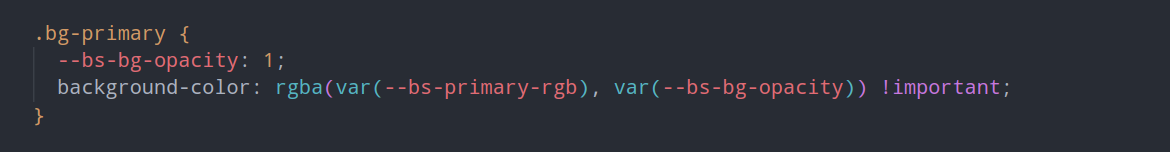 .bg-primary {
  --bs-bg-opacity: 1;
  background-color: rgba(var(--bs-primary-rgb), var(--bs-bg-opacity)) !important;
}